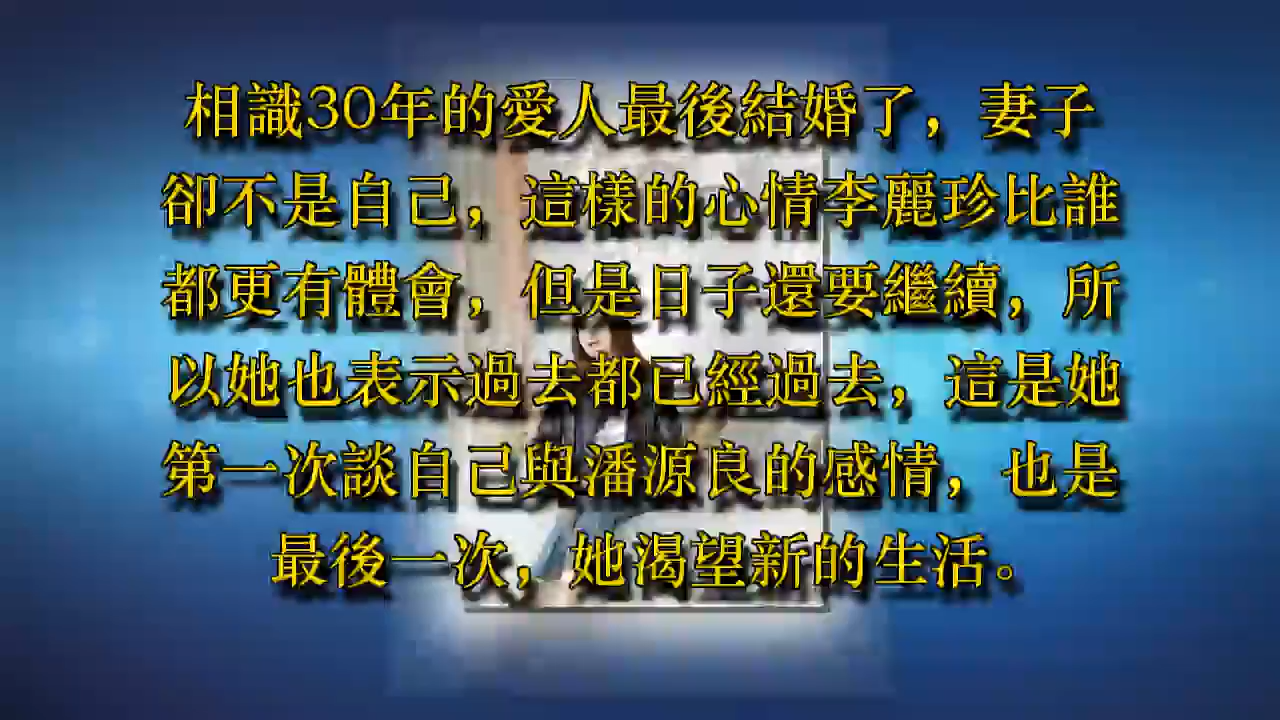 相識30年的愛人最後結婚了，妻子
卻不是自己，這樣的心情李麗珍比誰
都更有體會，但是日子還要繼續，所
以她也表示過去都已經過去，這是她
第一次談自己與潘源良的感情，也是
最後一次，她渴望新的生活。